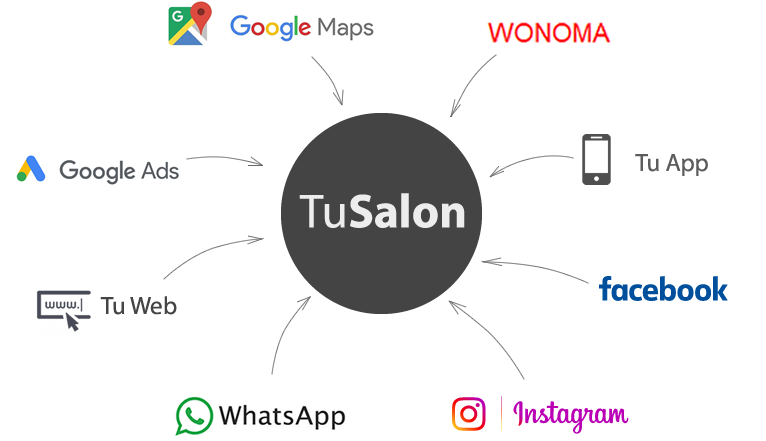 Google Maps
WONOMA
Google Ads
Tu App
TuSalon
Tu Web
www.
facebook
WhatsApp
Instagram